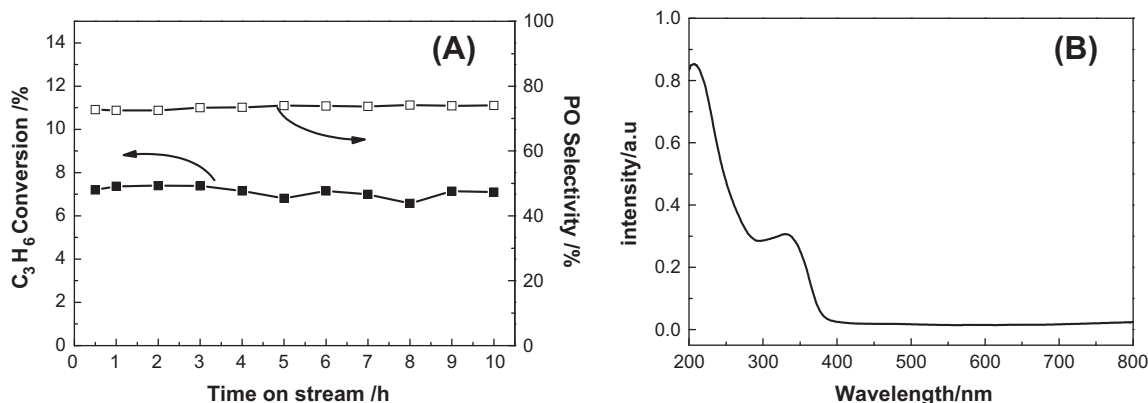 (A)
C3H6 Conversion /%
14
12
10
8
6
4
2
0
0 1 2 3 4 5 6 7 8 9 10
Time on stream /h
100
80
60
40
20
0
PO Selectivity /%
(B)
intensity/a.u
1.0
0.8
0.6
0.4
0.2
0.0
200 300 400 500 600 700 800
Wavelength/nm